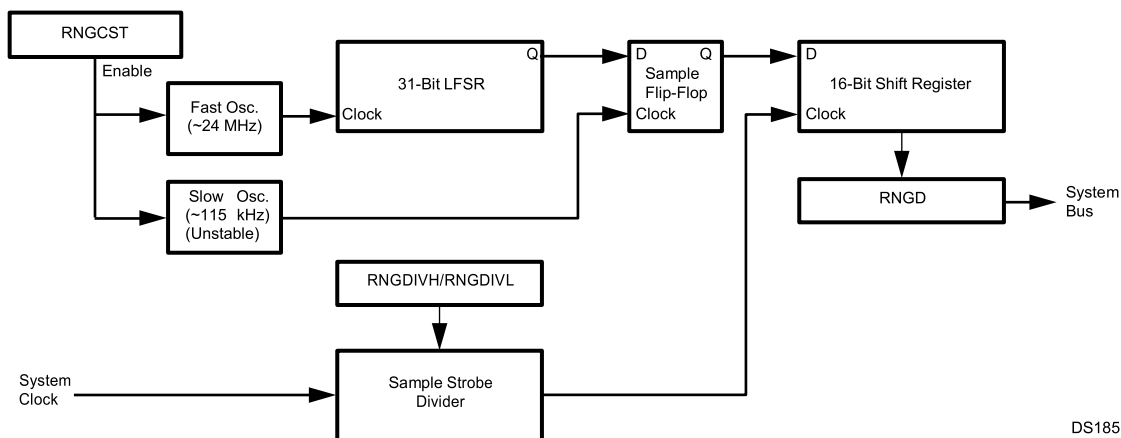 RNGCST
Enable
Fast Osc.
(~24 MHz)
Slow Osc.
(~115 kHz)
(Unstable)
Q
31-Bit LFSR
Clock
D Q
Sample
Flip-Flop
Clock
D
16-Bit Shift Register
Clock
RNGD
System
Bus
RNGDIVH/RNGDIVL
System
Clock
Sample Strobe
Divider
DS185